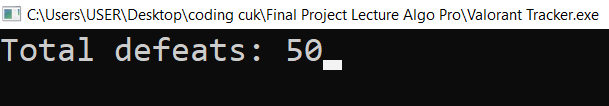 C:\Users\USER\Desktop\coding cuk\Final Project Lecture Algo Pro\Valorant Tracker.exe
Total defeats: 50